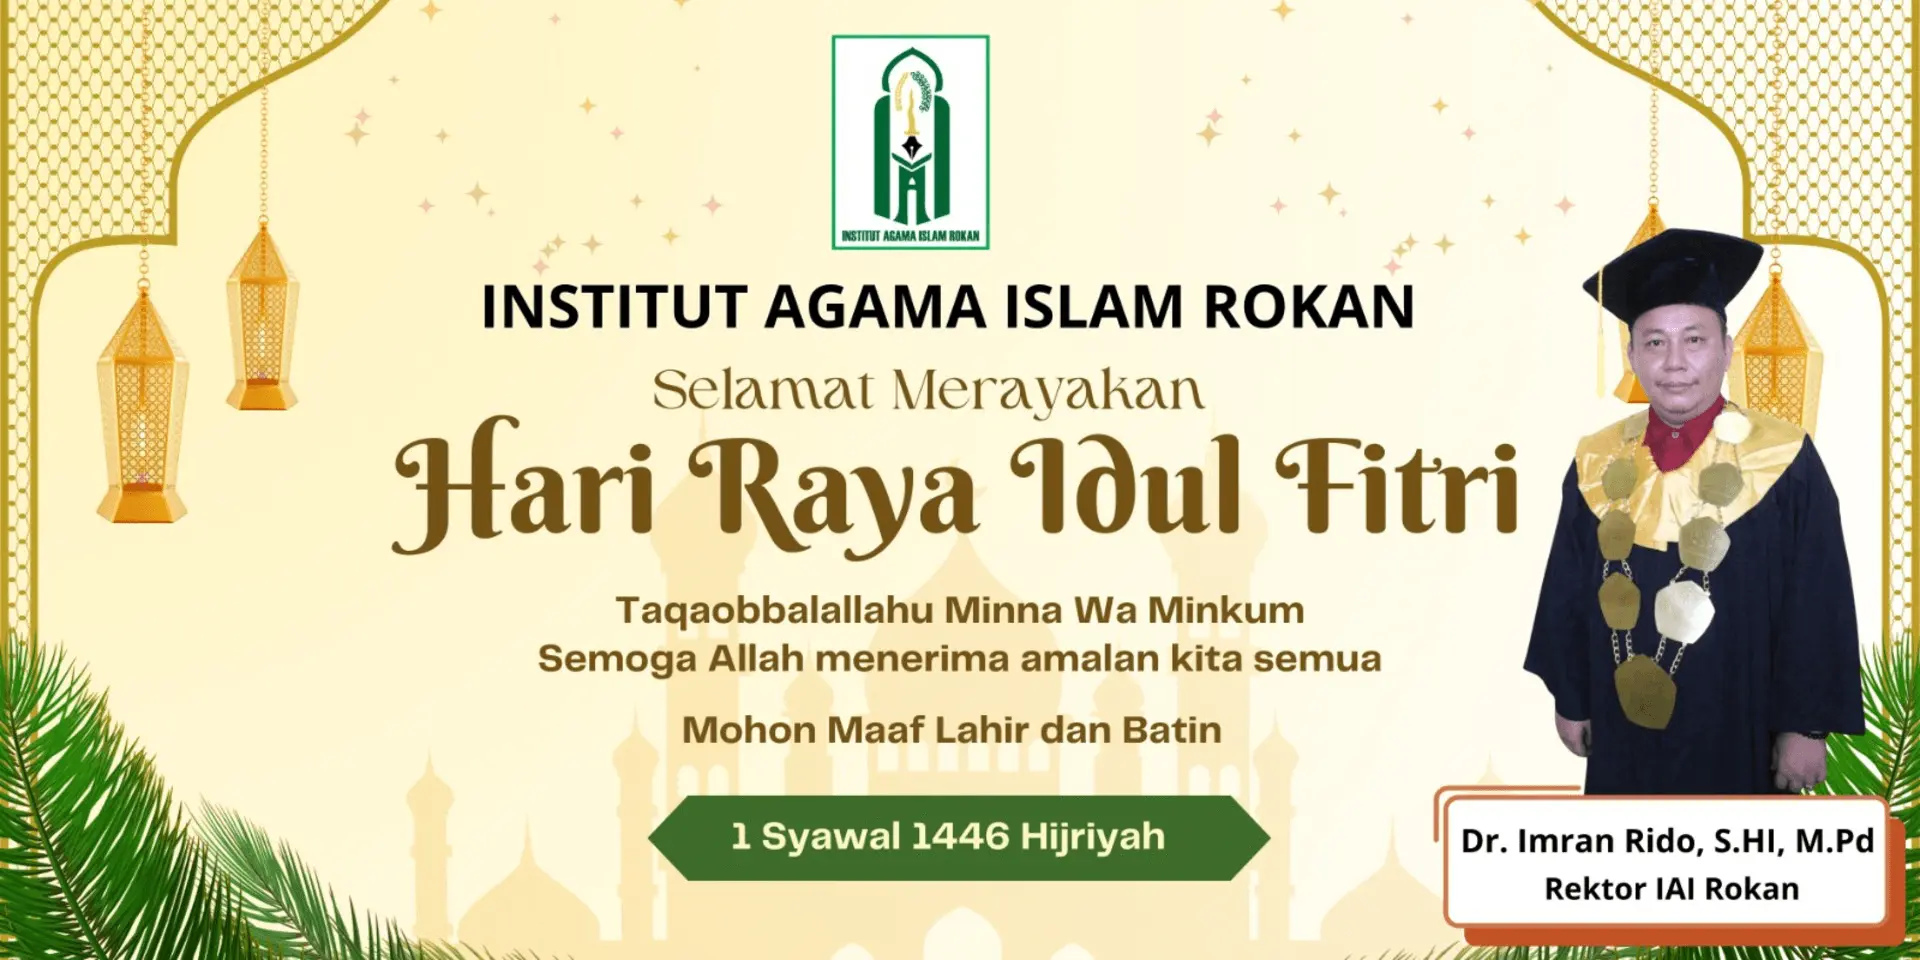 INSTITUT AGAMA ISLAM ROKAN
INSTITUT AGAMA ISLAM ROKAN
Selamat Merayakan
Hari Raya Idul Fitri
Taqaobbalallahu Minna Wa Minkum
Semoga Allah menerima amalan kita semua
Mohon Maaf Lahir dan Batin
1 Syawal 1446 Hijriyah
Dr. Imran Rido, S.HI, M.Pd
Rektor IAI Rokan